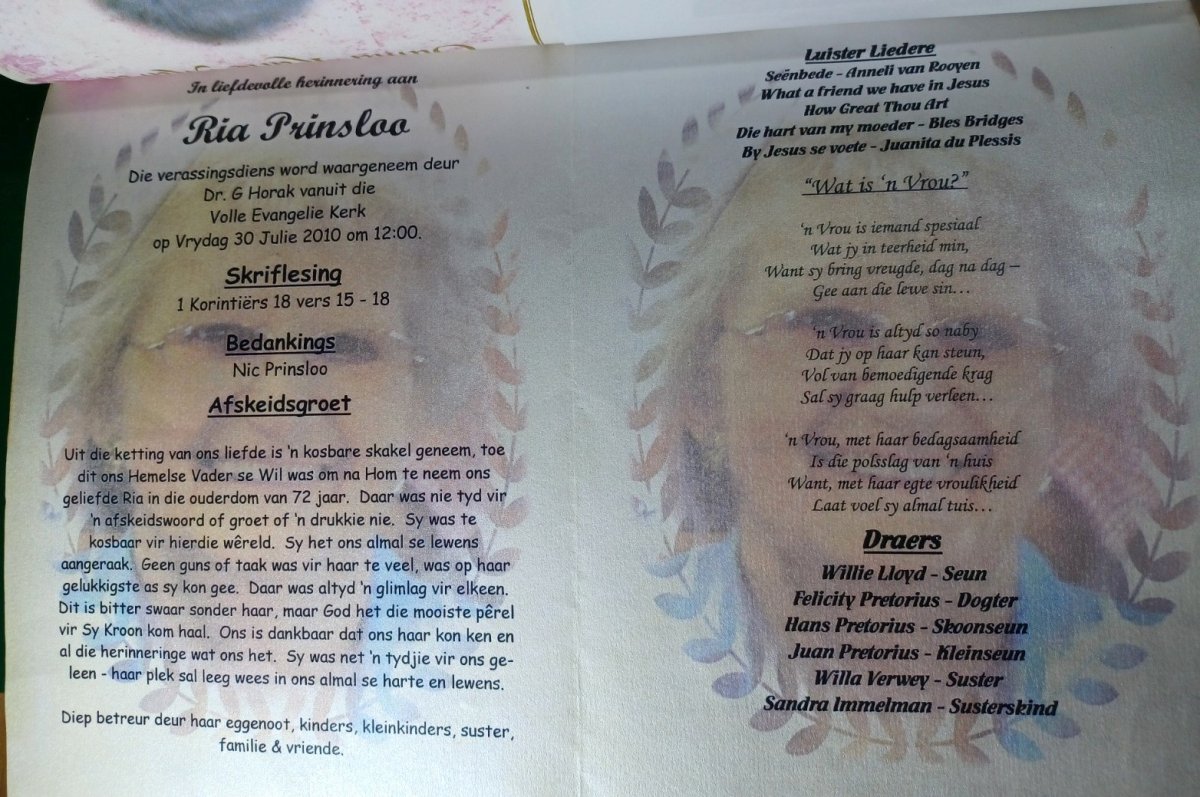 In liefdevolle herinnering aan
Ria Prinsloo
Die verassingsdiens word waargeneem deur
Dr. G Horak vanuit die
Volle Evangelie Kerk
op Vrydag 30 Julie 2010 om 12:00.
Skriflesing
1 Korintiërs 18 vers 15 - 18
Bedankings
Nic Prinsloo
Afskeidsgroet
Uit die ketting van ons liefde is 'n kosbare skakel geneem, toe
dit ons Hemelse Vader se Wil was om na Hom te neem ons
geliefde Ria in die ouderdom van 72 jaar. Daar was nie tyd vir
'n afskeidswoord of groet of 'n drukkie nie. Sy was te
kosbaar vir hierdie wêreld. Sy het ons almal se lewens
aangeraak. Geen guns of taak was vir haar te veel, was op haar
gelukkigste as sy kon gee. Daar was altyd 'n glimlag vir elkeen.
Dit is bitter swaar sonder haar, maar God het die mooiste pêrel
vir Sy Kroon kom haal. Ons is dankbaar dat ons haar kon ken en
al die herinneringe wat ons het. Sy was net 'n tydjie vir ons ge-
leen - haar plek sal leeg wees in ons almal se harte en lewens.
Diep betreur deur haar eggenoot, kinders, kleinkinders, suster,
familie & vriende.
Luister Liedere
Seënbede - Anneli van Rooyen
What a friend we have in Jesus
How Great Thou Art
Die hart van my moeder - Bles Bridges
By Jesus se voete - Juanita du Plessis
"Wat is 'n Vrou?"
'n Vrou is iemand spesiaal
Wat jy in teerheid min,
Want sy bring vreugde, dag na dag –
Gee aan die lewe sin…
'n Vrou is altyd so naby
Dat jy op haar kan steun,
Vol van bemoedigende krag
Sal sy graag hulp verleen…
'n Vrou, met haar bedagsaamheid
Is die polsslag van 'n huis
Want, met haar egte vroulikheid
Laat voel sy almal tuis…
Draers
Willie Lloyd - Seun
Felicity Pretorius - Dogter
Hans Pretorius - Skoonseun
Juan Pretorius - Kleinseun
Willa Verwey - Suster
Sandra Immelman - Susterskind